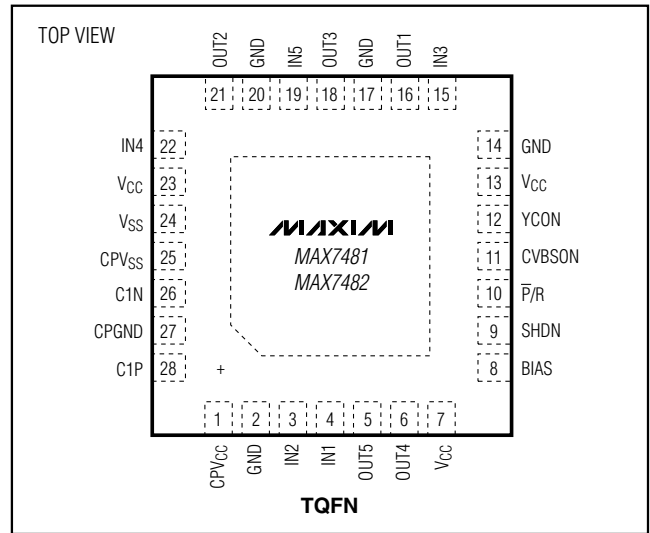 TOP VIEW
OUT2 GND IN5 OUT3 GND OUT1 IN3
21 20 19 18 17 16 15
IN4 22
VCC 23
VSS 24
CPVSS 25
C1N 26
CPGND 27
C1P 28
MAXIM
MAX7481
MAX7482
+
14 GND
13 VCC
12 YCON
11 CVBSON
10 P̅/R
9 SHDN
8 BIAS
1 2 3 4 5 6 7
CPVCC GND IN2 IN1 OUT5 OUT4 VCC
TQFN